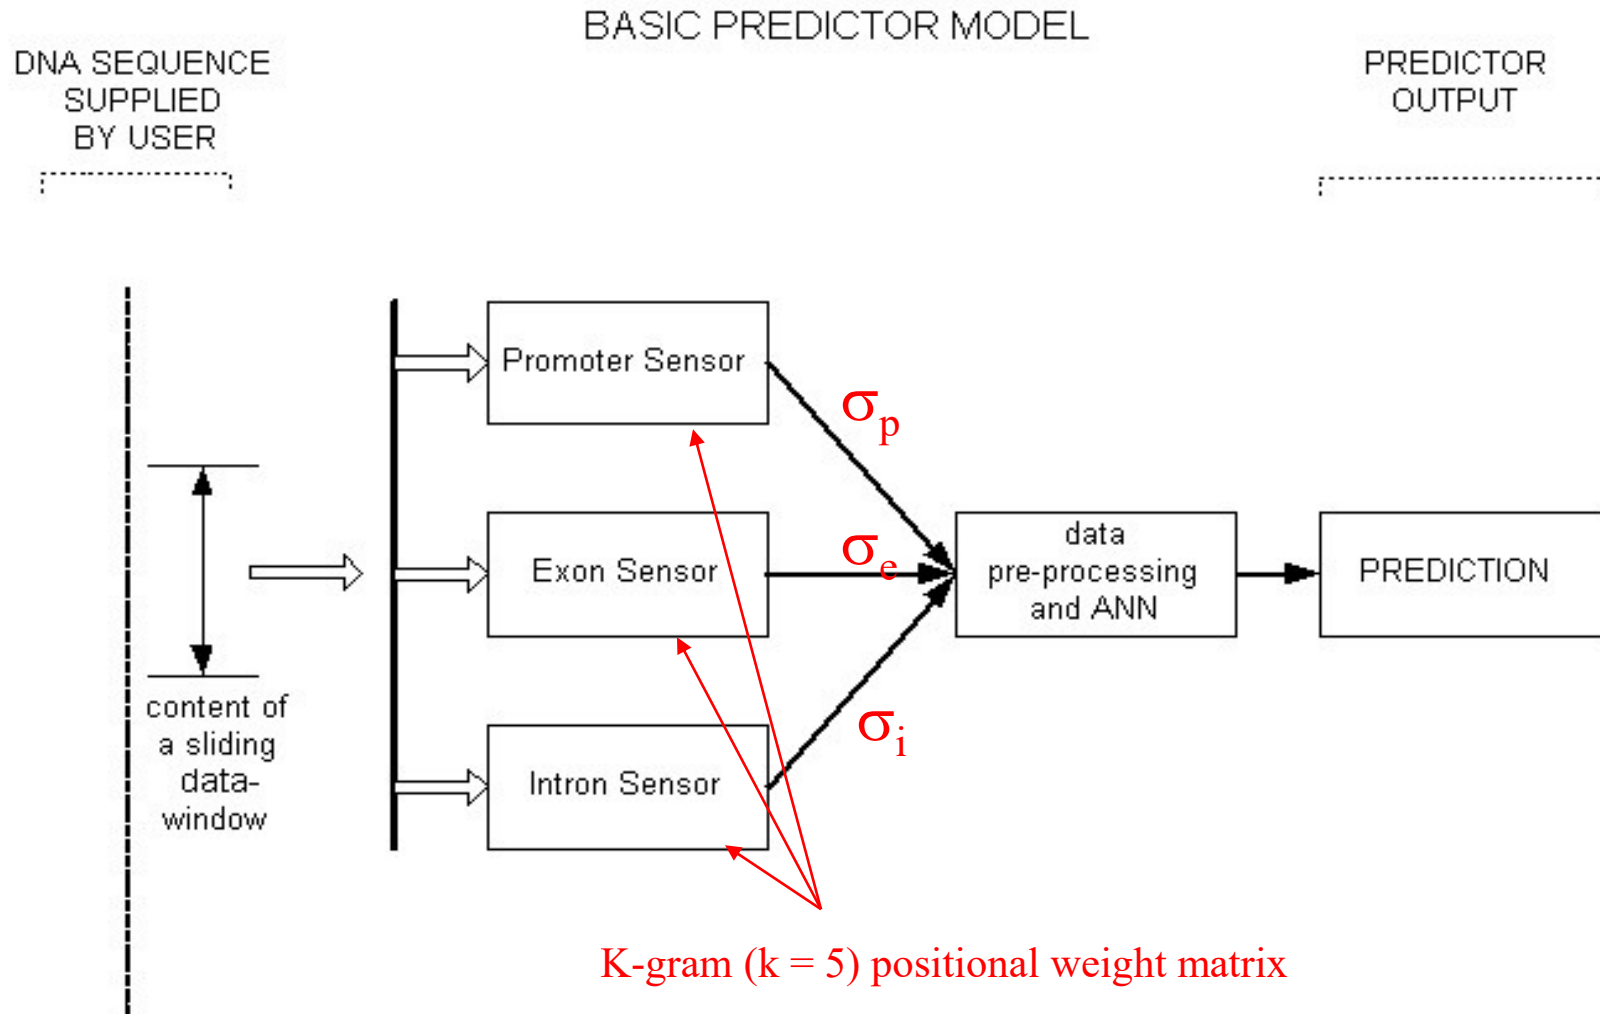 BASIC PREDICTOR MODEL
DNA SEQUENCE
SUPPLIED
BY USER
PREDICTOR
OUTPUT
Promoter Sensor
σp
Exon Sensor
σe
data
pre-processing
and ANN
PREDICTION
content of
a sliding
data-
window
Intron Sensor
σi
K-gram (k = 5) positional weight matrix